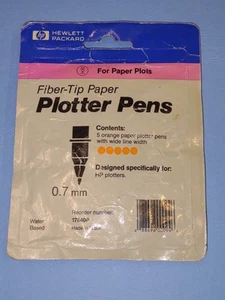 hp HEWLETT
PACKARD
For Paper Plots
Fiber-Tip Paper
Plotter Pens
Contents:
5 orange paper plotter pens
with wide line width
Designed specifically for:
HP plotters.
0.7 mm
Reorder number:
Water
Based